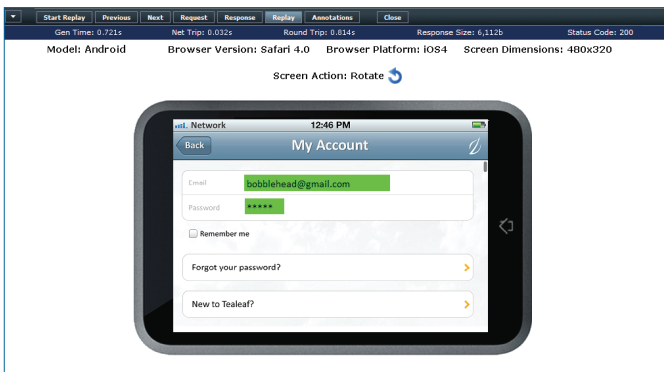 Start Replay Previous Next Request Response Replay Annotations Close
Gen Time: 0.721s Net Trip: 0.032s Round Trip: 0.814s Response Size: 6,112b Status Code: 200
Model: Android Browser Version: Safari 4.0 Browser Platform: iOS4 Screen Dimensions: 480x320
Screen Action: Rotate
Network 12:46 PM
Back My Account
Email bobblehead@gmail.com
Password *****
Remember me
Forgot your password?
New to Tealeaf?